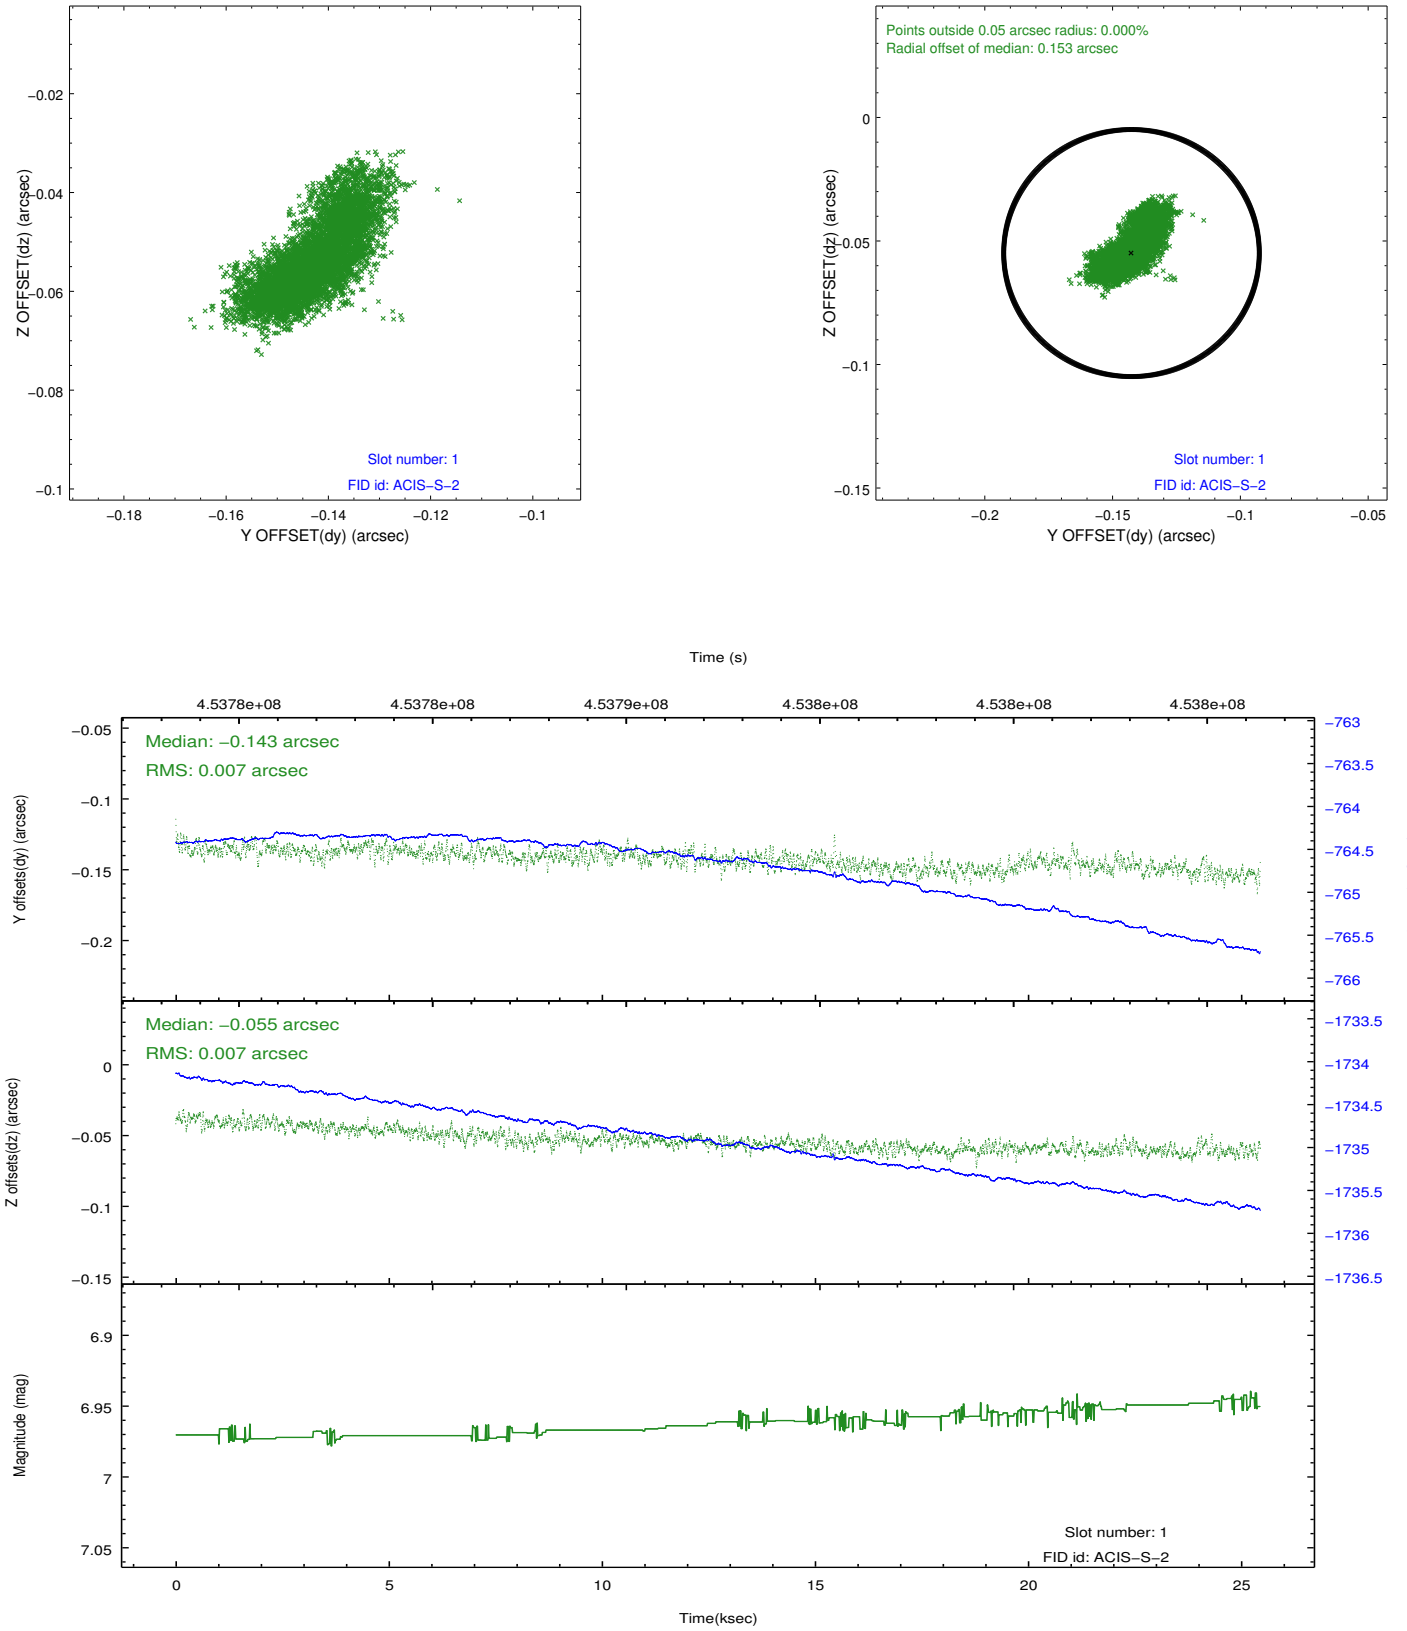 −0.02
−0.04
−0.06
−0.08
−0.1
Z OFFSET(dz) (arcsec)
Slot number: 1
FID id: ACIS−S−2
−0.18
−0.16
−0.14
−0.12
−0.1
Y OFFSET(dy) (arcsec)
Points outside 0.05 arcsec radius: 0.000%
Radial offset of median: 0.153 arcsec
0
−0.05
−0.1
−0.15
Z OFFSET(dz) (arcsec)
Slot number: 1
FID id: ACIS−S−2
−0.2
−0.15
−0.1
−0.05
Y OFFSET(dy) (arcsec)
Time (s)
4.5378e+08
4.5378e+08
4.5379e+08
4.538e+08
4.538e+08
4.538e+08
Median: −0.143 arcsec
RMS: 0.007 arcsec
−0.05
−0.1
−0.15
−0.2
Y offsets(dy) (arcsec)
−763
−763.5
−764
−764.5
−765
−765.5
−766
Median: −0.055 arcsec
RMS: 0.007 arcsec
0
−0.05
−0.1
−0.15
Z offsets(dz) (arcsec)
−1733.5
−1734
−1734.5
−1735
−1735.5
−1736
−1736.5
6.9
6.95
7
7.05
Magnitude (mag)
Slot number: 1
FID id: ACIS−S−2
0
5
10
15
20
25
Time(ksec)